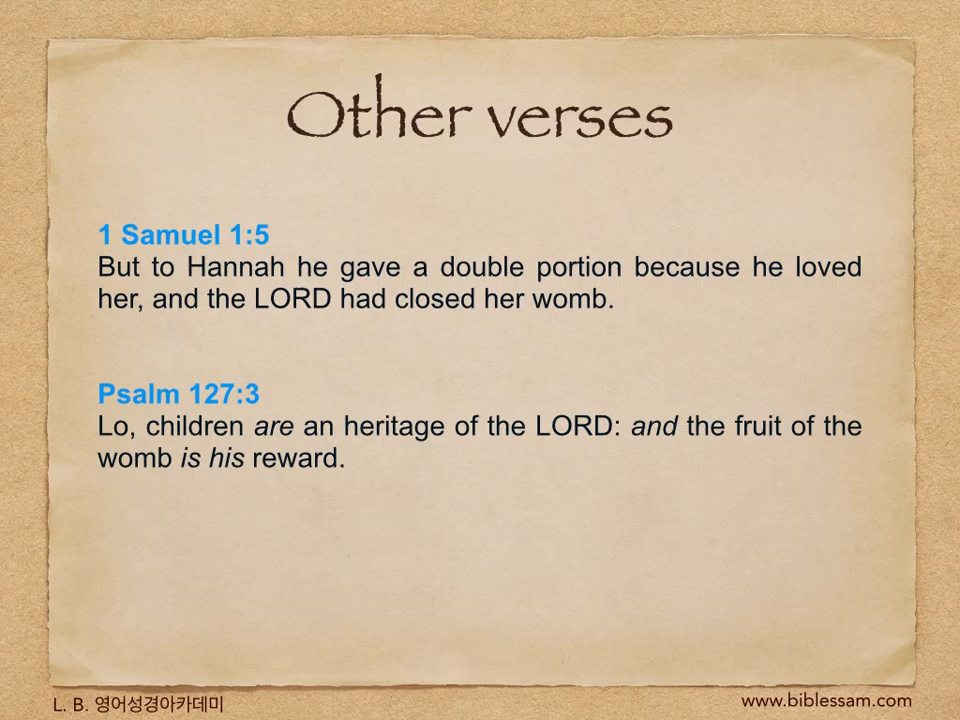 Other verses
1 Samuel 1:5
But to Hannah he gave a double portion because he loved
her, and the LORD had closed her womb.
Psalm 127:3
Lo, children are an heritage of the LORD: and the fruit of the
womb is his reward.
L. B. 영어성경아카데미
www.biblessam.com